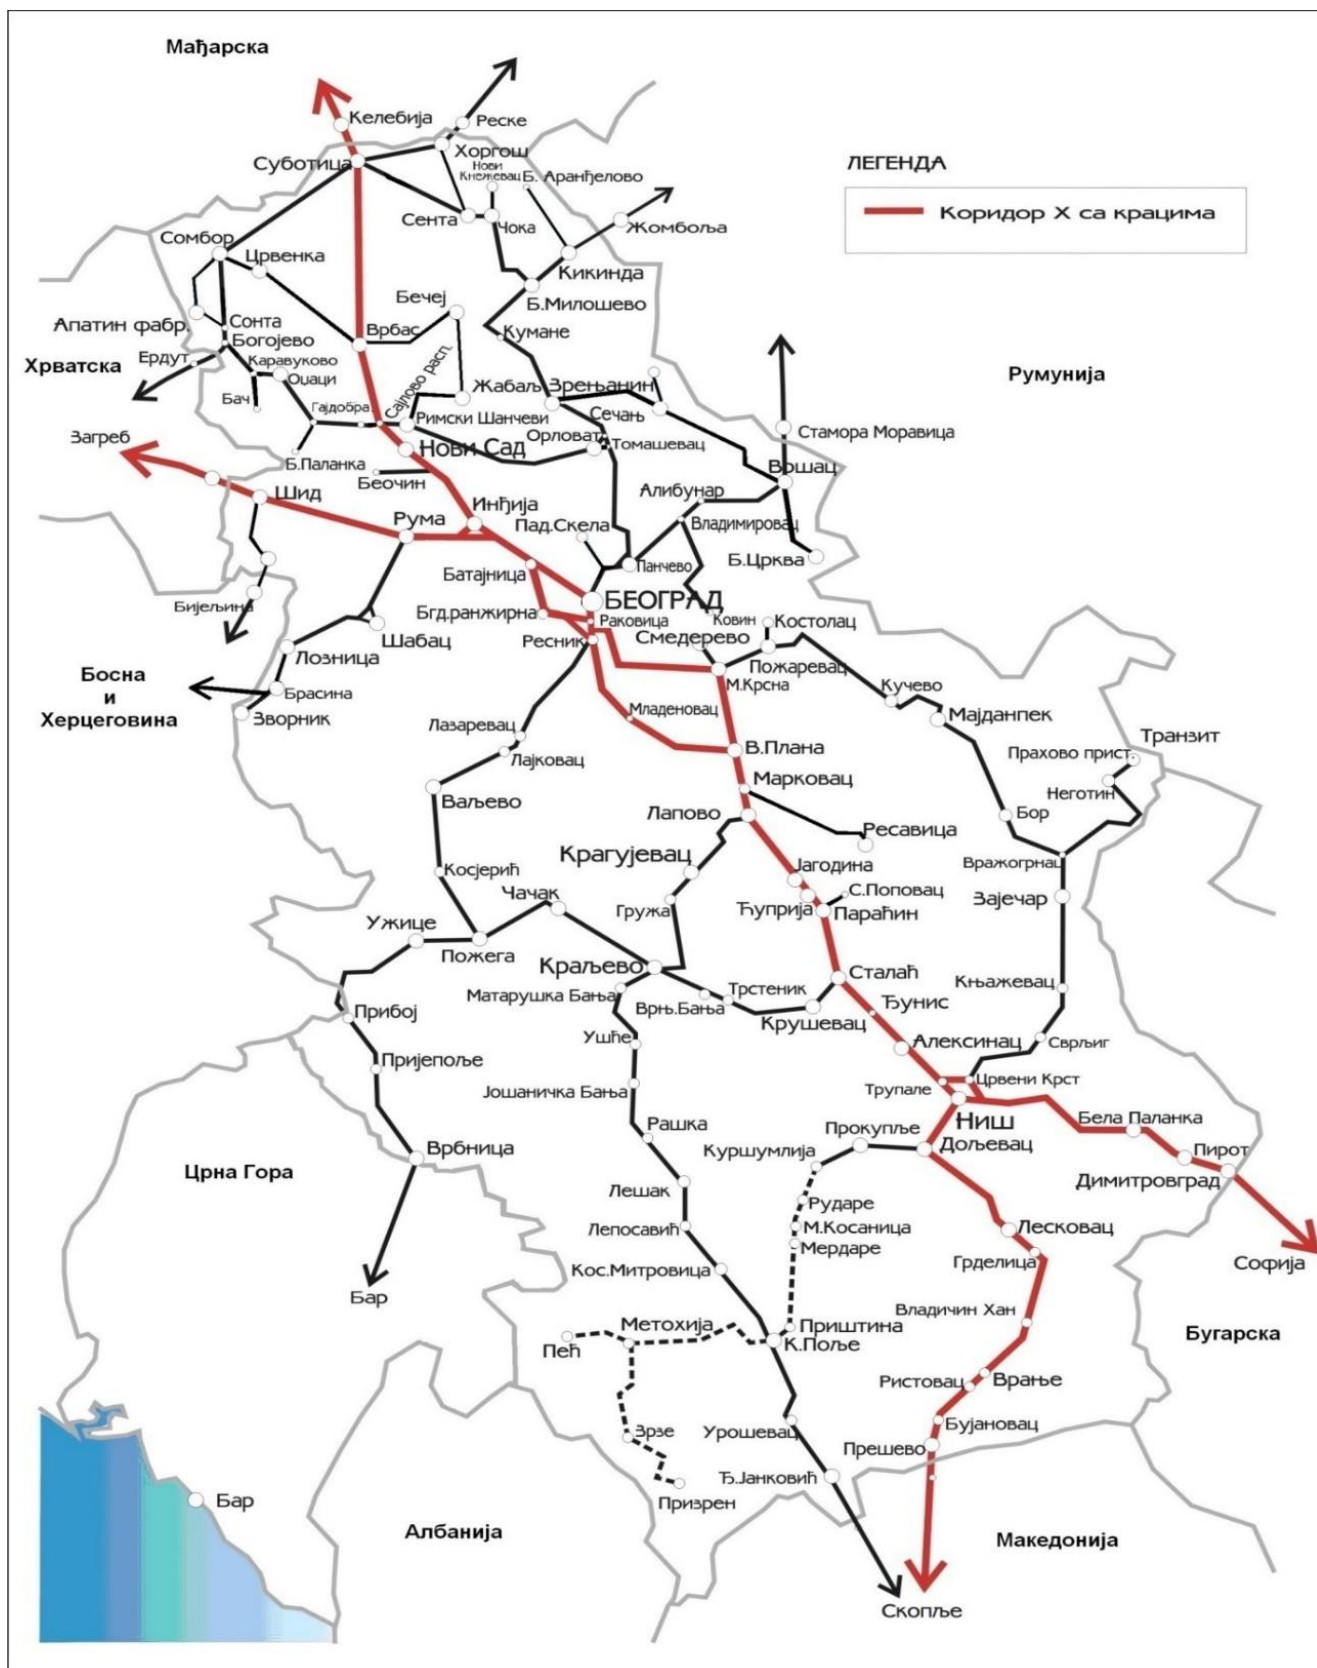 Мађарска
Келебија
Реске
Суботица
Хоргош
Нови
Кнежевац
Б. Аранђелово
ЛЕГЕНДА
Коридор X са крацима
Сента
Чока
Жомбоља
Сомбор
Црвенка
Кикинда
Бечеј
Б.Милошево
Апатин фабр.
Сонта
Врбас
Кумане
Богојево
Хрватска
Ердут
Каравуково
Оџаци
Сајлово расп.
Жабаљ
Зрењанин
Румунија
Бач
Гајдобра
Римски Шанчеви
Сечањ
Загреб
Орловат
Томашевац
Стамора Моравица
Нови Сад
Б.Паланка
Беочин
Вршац
Шид
Алибунар
Рума
Инђија
Пад.Скела
Владимировац
Б.Црква
Батајница
Панчево
Бијељина
БЕОГРАД
Бгд.ранжирна
Раковица
Ковин
Костолац
Шабац
Ресник
Смедерево
Лозница
Пожаревац
Босна
и
Херцеговина
Брасина
М.Крсна
Кучево
Зворник
Младеновац
Мајданпек
Лазаревац
Транзит
Лајковац
В.Плана
Прахово прист.
Марковац
Неготин
Ваљево
Лапово
Бор
Ресавица
Крагујевац
Јагодина
Вражогрнац
Косјерић
С.Поповац
Чачак
Гружа
Ћуприја
Параћин
Зајечар
Ужице
Пожега
Краљево
Сталаћ
Матарушка Бања
Трстеник
Књажевац
Врњ.Бања
Ђунис
Прибој
Крушевац
Ушће
Алексинац
Сврљиг
Пријепоље
Јошаничка Бања
Трупале
Црвени Крст
Ниш
Бела Паланка
Рашка
Прокупље
Дољевац
Врбница
Куршумлија
Пирот
Црна Гора
Димитровград
Лешак
Рударе
Лепосавић
М.Косаница
Лесковац
Мердаре
Грделица
Кос.Митровица
Софија
Бар
Владичин Хан
Метохија
Приштина
Бугарска
Пећ
К.Поље
Врање
Ристовац
Урошевац
Бујановац
Зрзе
Прешево
Ђ.Јанковић
Призрен
Бар
Албанија
Македонија
Скопље